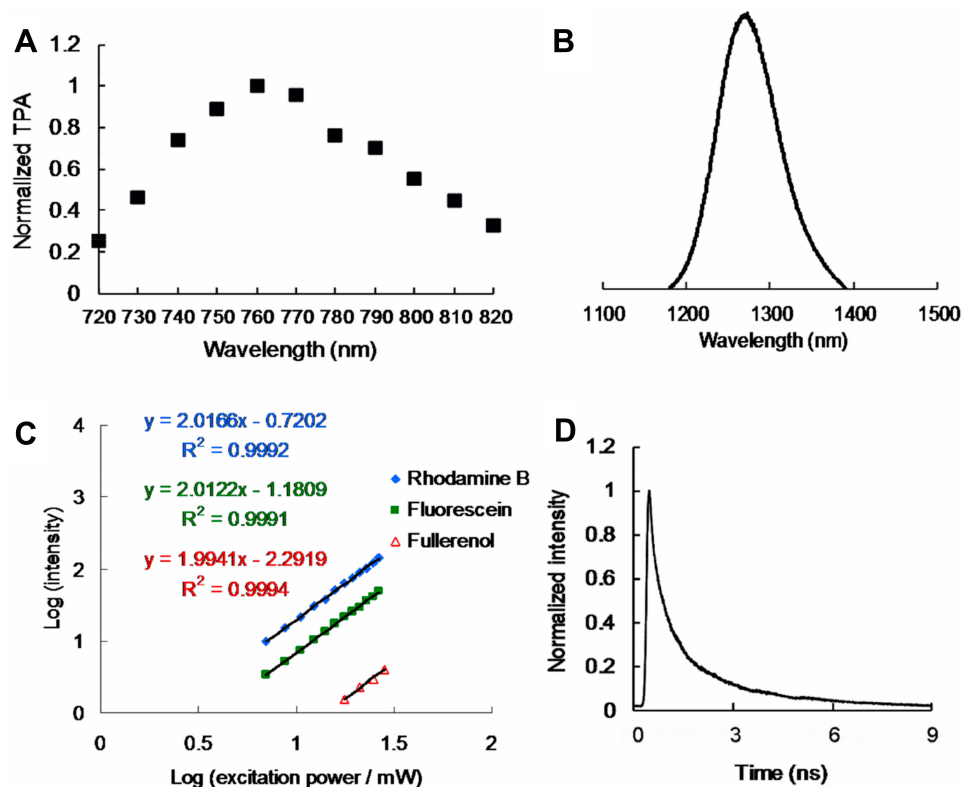 A
1.2
1
0.8
0.6
0.4
0.2
0
Normalized TPA
720 730 740 750 760 770 780 790 800 810 820
Wavelength (nm)
B
1100 1200 1300 1400 1500
Wavelength (nm)
C
y = 2.0166x - 0.7202
R² = 0.9992
y = 2.0122x - 1.1809
R² = 0.9991
y = 1.9941x - 2.2919
R² = 0.9994
Rhodamine B
Fluorescein
Fullerenol
4
3
2
1
0
Log (intensity)
0 0.5 1 1.5 2
Log (excitation power / mW)
D
1.2
1
0.8
0.6
0.4
0.2
0
Normalized intensity
0 3 6 9
Time (ns)